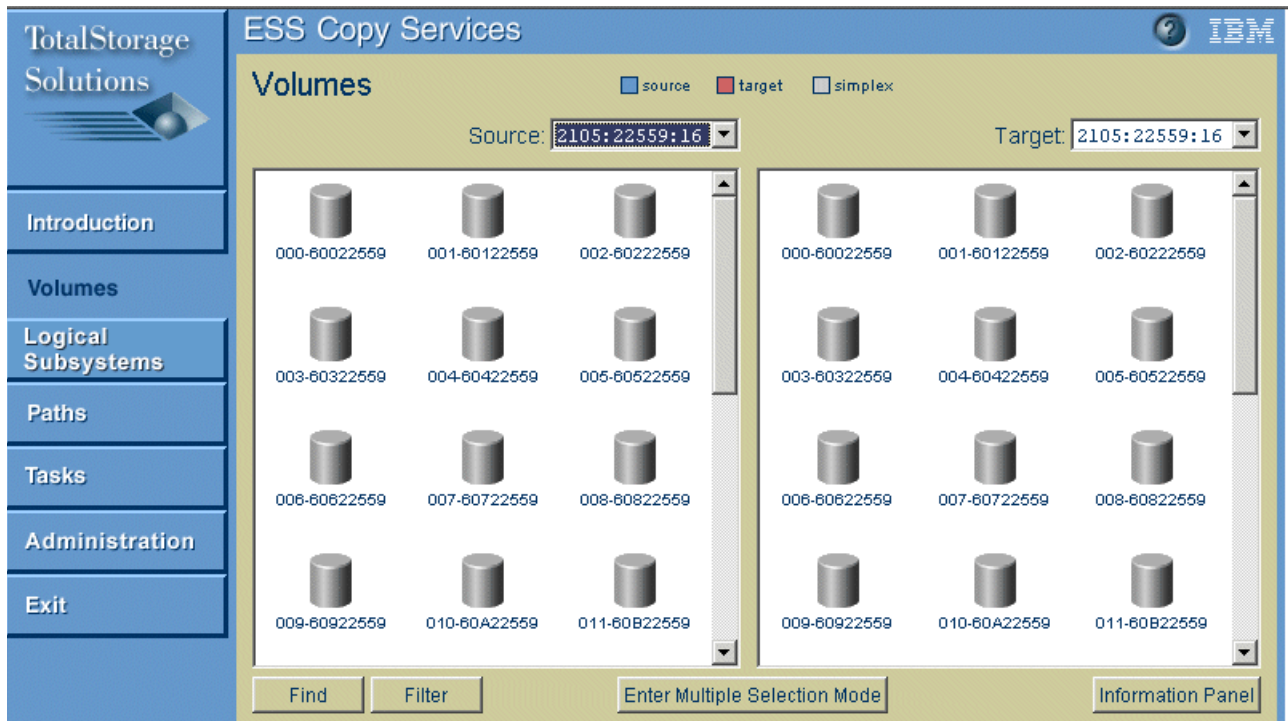 TotalStorage
Solutions
Introduction
Volumes
Logical
Subsystems
Paths
Tasks
Administration
Exit
ESS Copy Services
?
IBM
Volumes
source target simplex
Source: 2105:22559:16
Target: 2105:22559:16
000-60022559 001-60122559 002-60222559
003-60322559 004-60422559 005-60522559
006-60622559 007-60722559 008-60822559
009-60922559 010-60A22559 011-60B22559
000-60022559 001-60122559 002-60222559
003-60322559 004-60422559 005-60522559
006-60622559 007-60722559 008-60822559
009-60922559 010-60A22559 011-60B22559
Find Filter Enter Multiple Selection Mode Information Panel